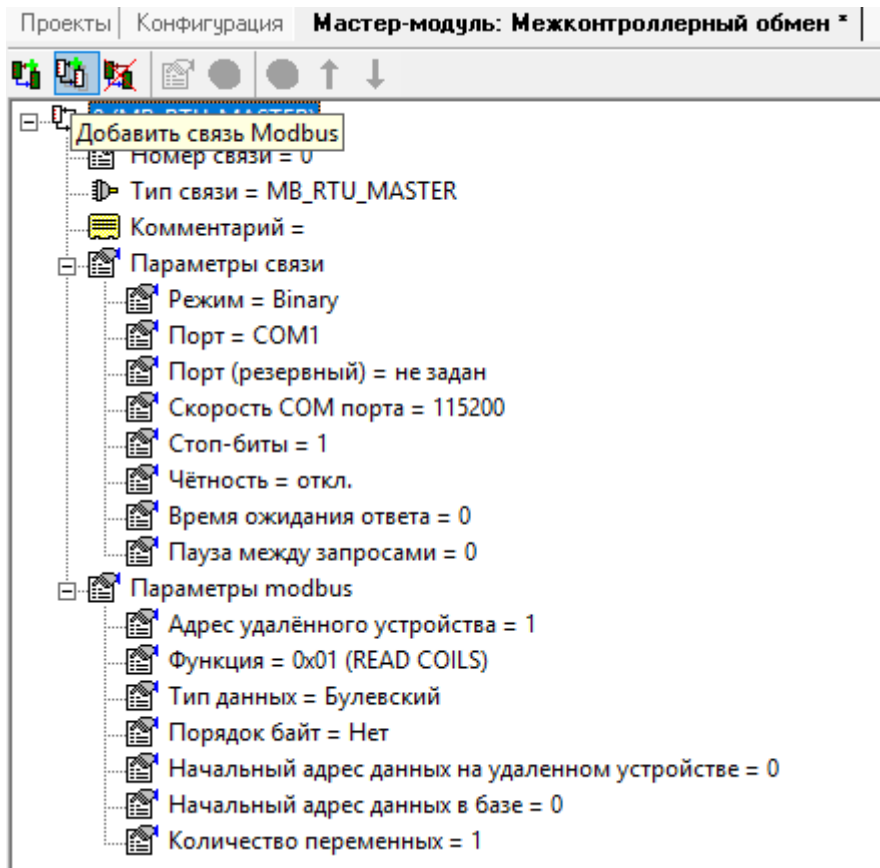 Проекты Конфигурация Мастер-модуль: Межконтроллерный обмен *
0 (MB_RTU_MASTER)
Добавить связь Modbus
Номер связи = 0
Тип связи = MB_RTU_MASTER
Комментарий =
Параметры связи
Режим = Binary
Порт = COM1
Порт (резервный) = не задан
Скорость COM порта = 115200
Стоп-биты = 1
Чётность = откл.
Время ожидания ответа = 0
Пауза между запросами = 0
Параметры modbus
Адрес удалённого устройства = 1
Функция = 0x01 (READ COILS)
Тип данных = Булевский
Порядок байт = Нет
Начальный адрес данных на удаленном устройстве = 0
Начальный адрес данных в базе = 0
Количество переменных = 1